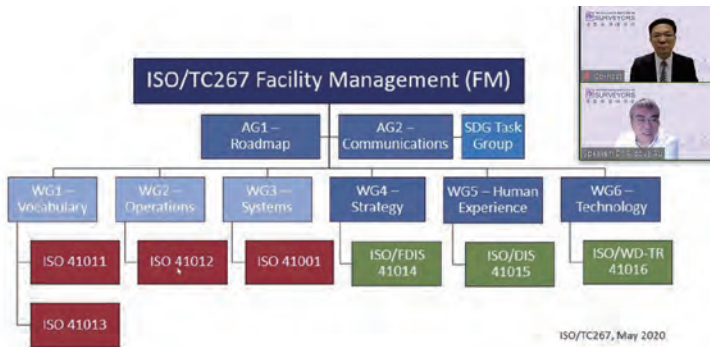 ISO/TC267 Facility Management (FM)
AG1 –
Roadmap
AG2 –
Communications
SDG Task
Group
WG1 –
Vocabulary
WG2 –
Operations
WG3 –
Systems
WG4 –
Strategy
WG5 – Human
Experience
WG6 –
Technology
ISO 41011
ISO 41012
ISO 41001
ISO/FDIS
41014
ISO/DIS
41015
ISO/WD-TR
41016
ISO 41013
ISO/TC267, May 2020
SURVEYORS
SURVEYORS